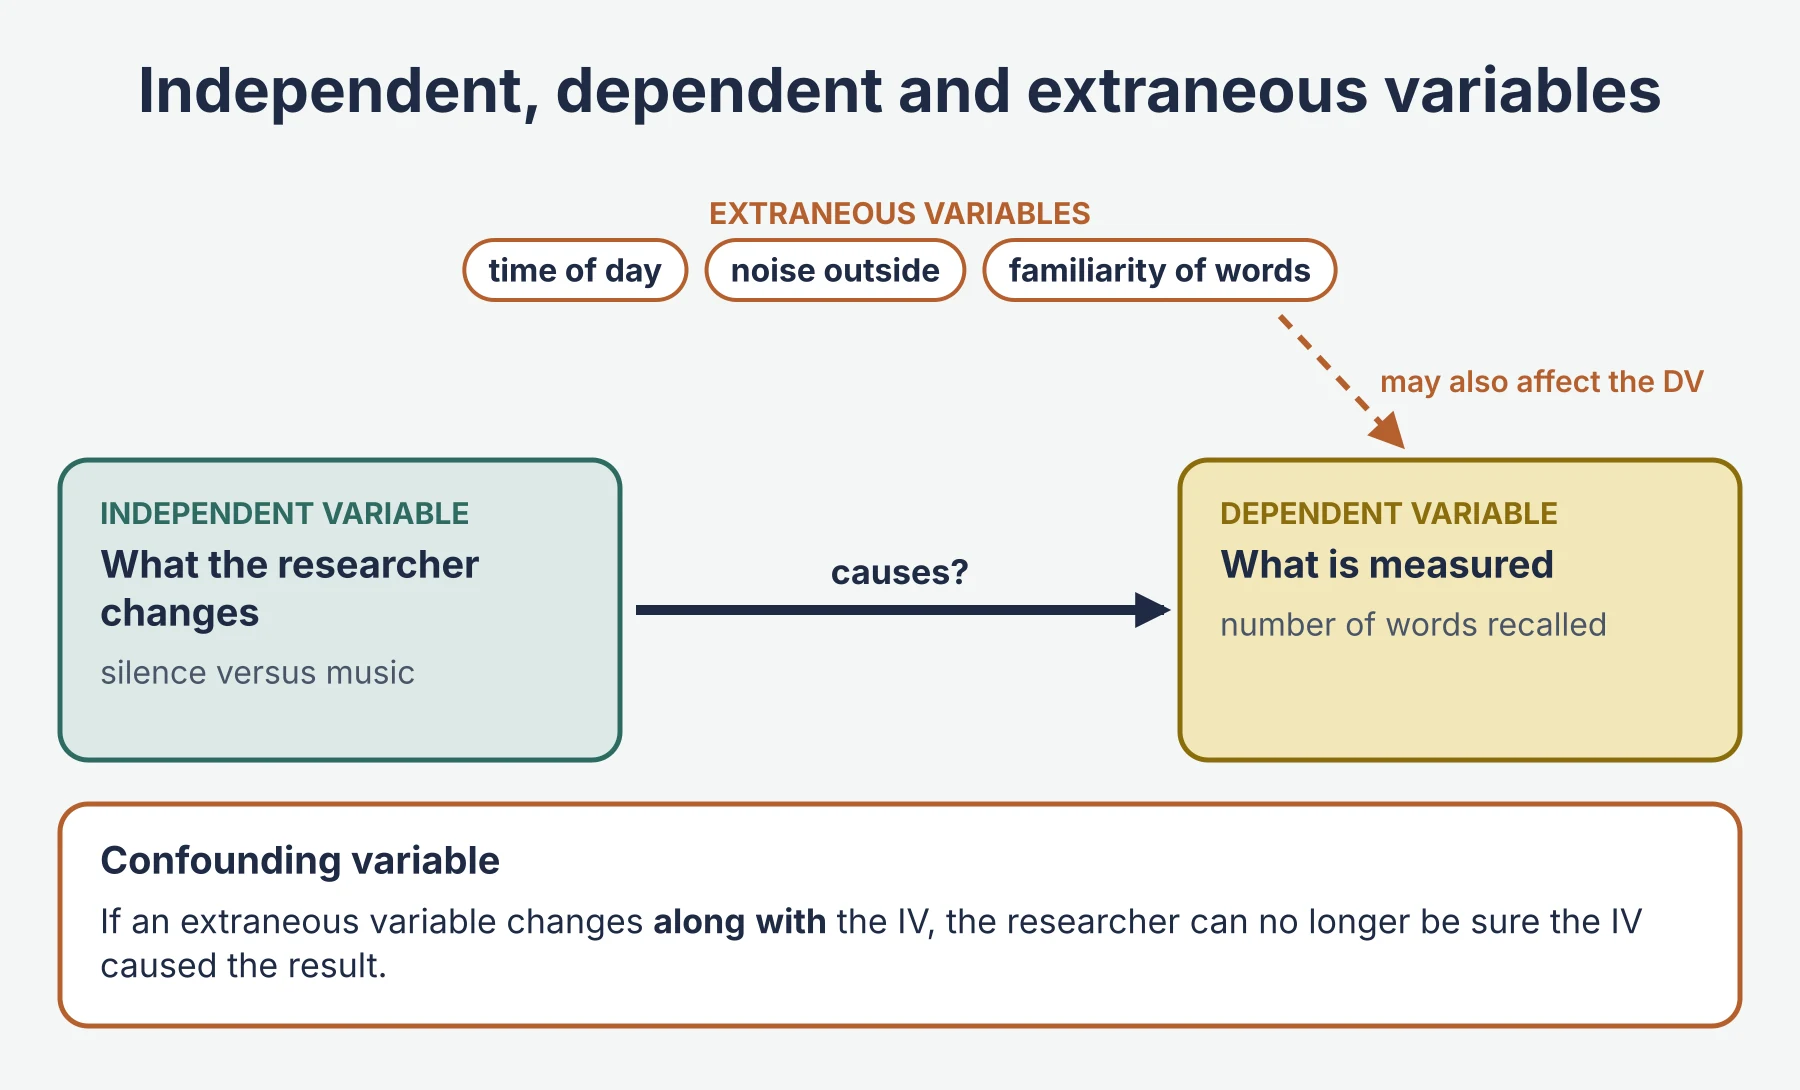 Independent, dependent and extraneous variables
EXTRANEOUS VARIABLES
time of day
noise outside
familiarity of words
may also affect the DV
INDEPENDENT VARIABLE
What the researcher
changes
silence versus music
causes?
DEPENDENT VARIABLE
What is measured
number of words recalled
Confounding variable
If an extraneous variable changes along with the IV, the researcher can no longer be sure the IV
caused the result.